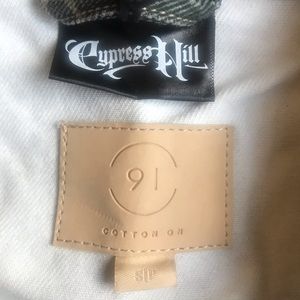 Cypress Hill
91
COTTON ON
S|P